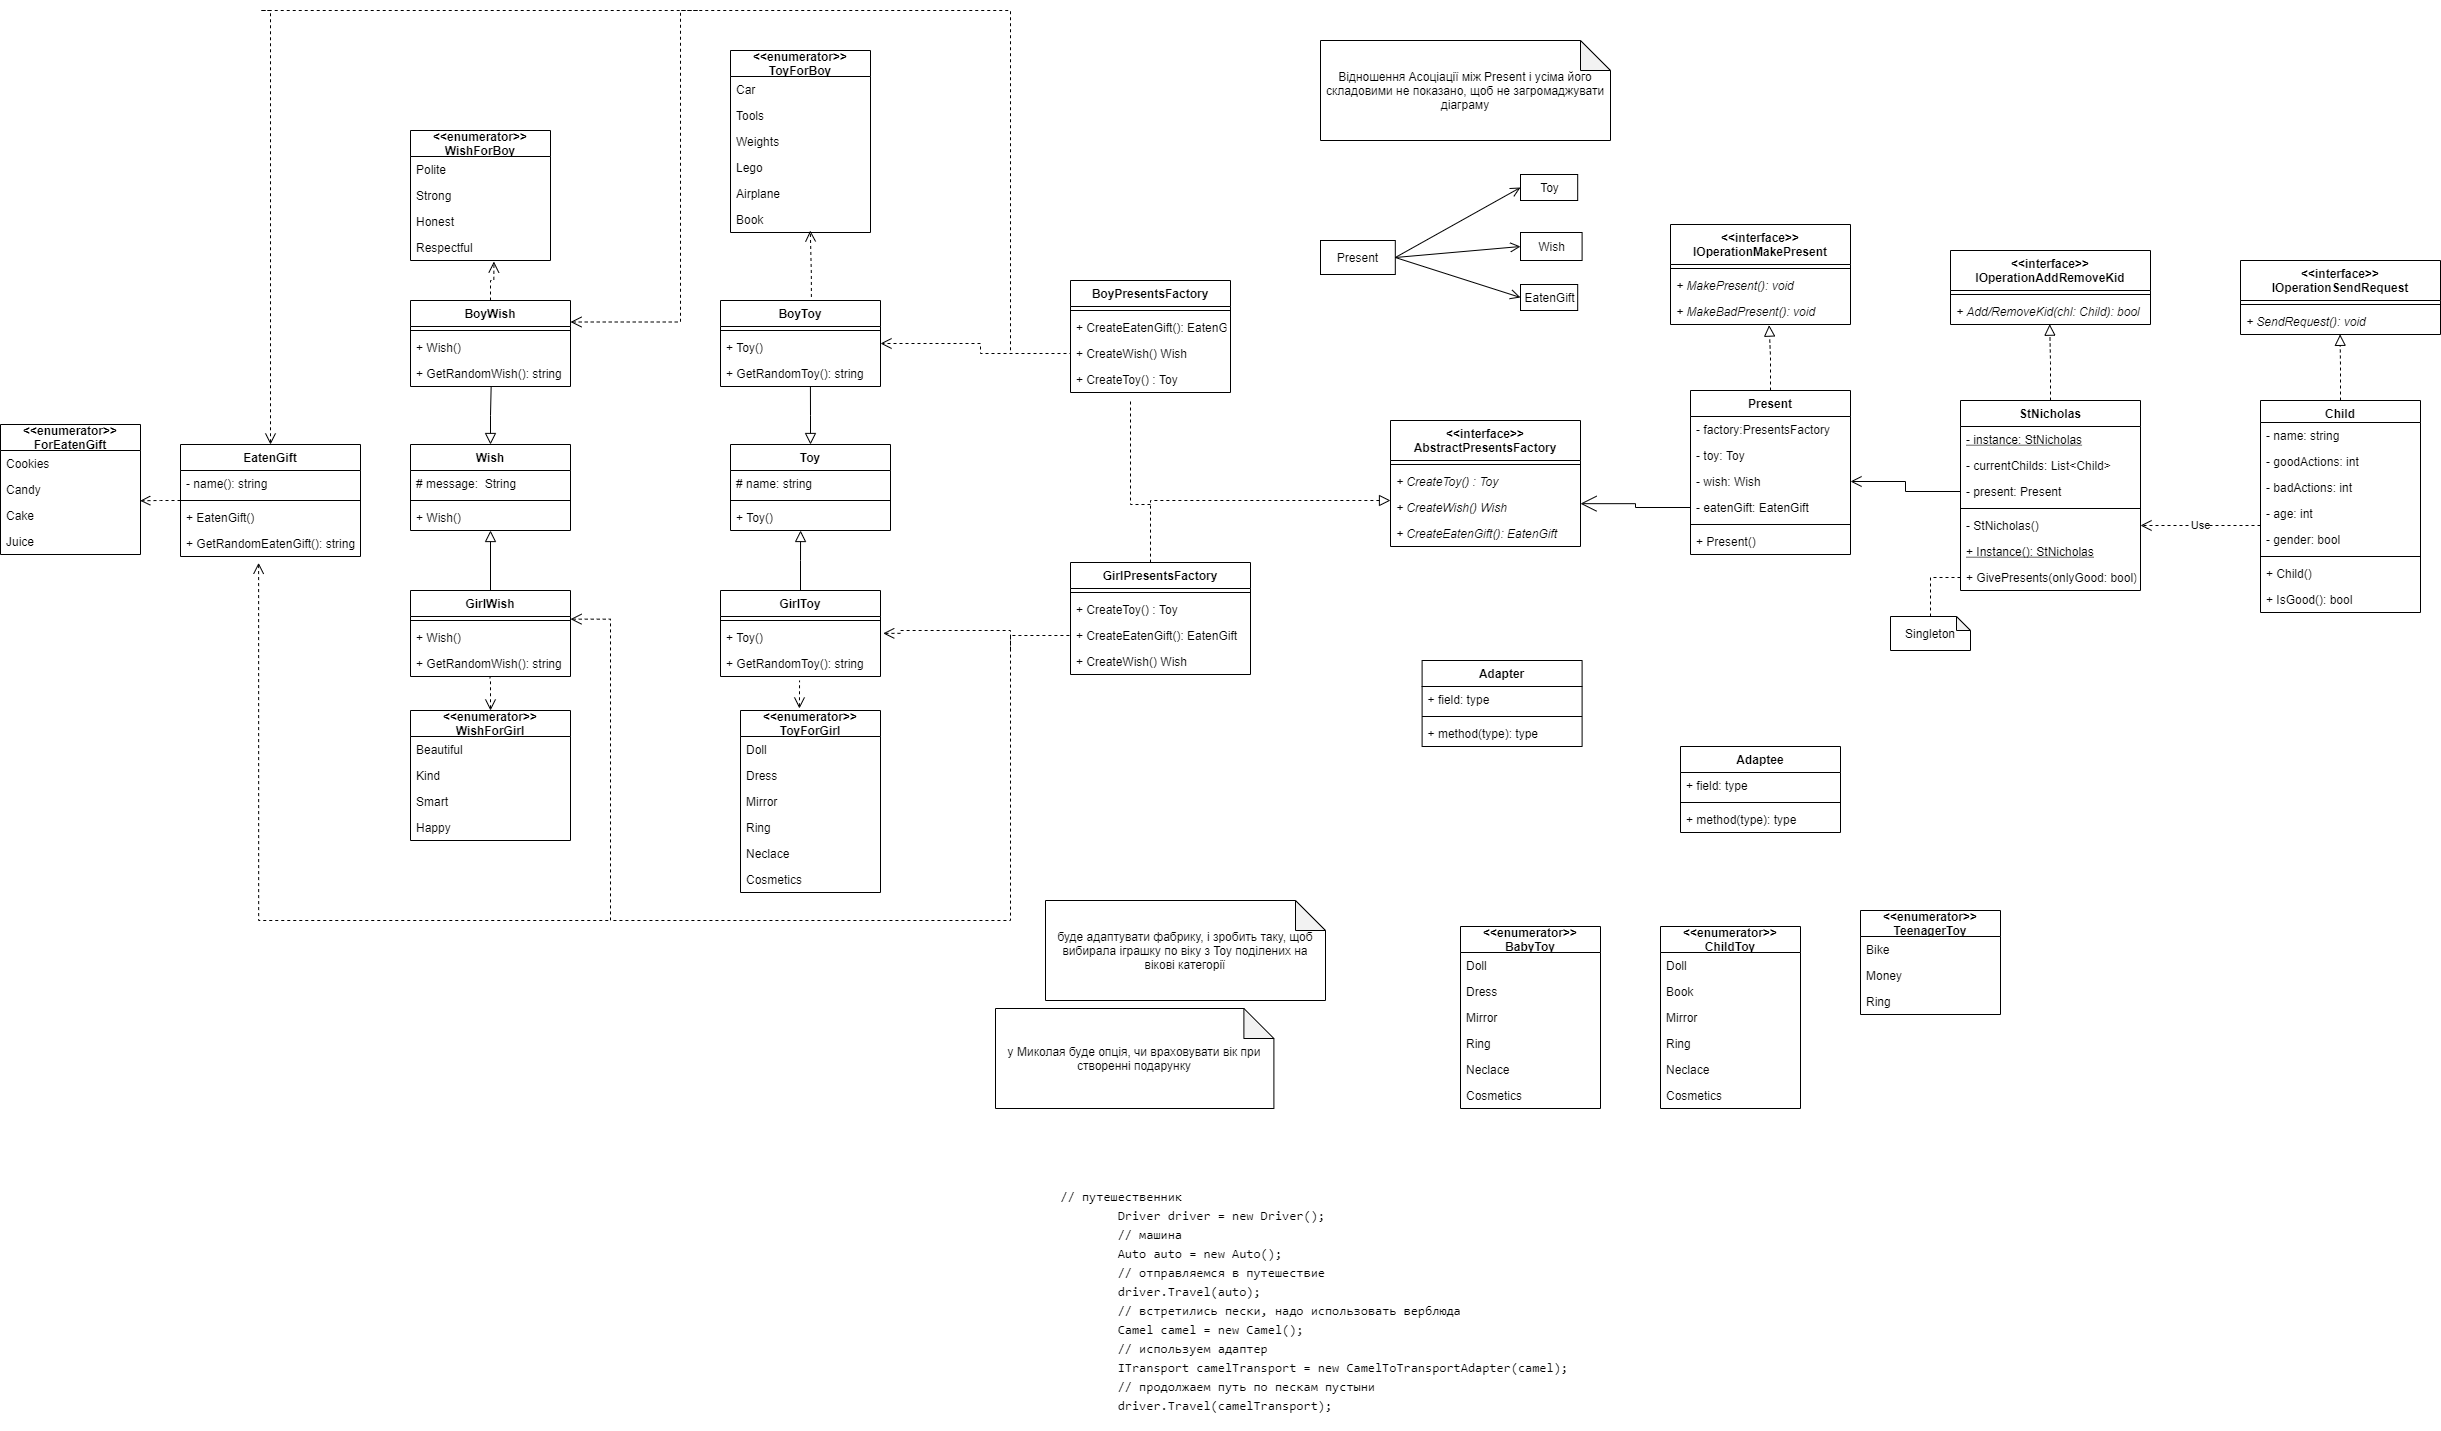 <<enumerator>>
ToyForBoy
Car
Tools
Weights
Lego
Airplane
Book
<<enumerator>>
WishForBoy
Polite
Strong
Honest
Respectful
BoyWish
+ Wish()
+ GetRandomWish(): string
BoyToy
+ Toy()
+ GetRandomToy(): string
<<enumerator>>
ForEatenGift
Cookies
Candy
Cake
Juice
EatenGift
- name(): string
+ EatenGift()
+ GetRandomEatenGift(): string
Wish
# message:  String
+ Wish()
Toy
# name: string
+ Toy()
GirlWish
+ Wish()
+ GetRandomWish(): string
GirlToy
+ Toy()
+ GetRandomToy(): string
<<enumerator>>
WishForGirl
Beautiful
Kind
Smart
Happy
<<enumerator>>
ToyForGirl
Doll
Dress
Mirror
Ring
Neclace
Cosmetics
BoyPresentsFactory
+ CreateEatenGift(): EatenG
+ CreateWish() Wish
+ CreateToy() : Toy
GirlPresentsFactory
+ CreateToy() : Toy
+ CreateEatenGift(): EatenGift
+ CreateWish() Wish
Відношення Асоціації між Present і усіма його
складовими не показано, щоб не загромаджувати
діаграму
Present
Toy
Wish
EatenGift
<<interface>>
AbstractPresentsFactory
+ CreateToy() : Toy
+ CreateWish() Wish
+ CreateEatenGift(): EatenGift
<<interface>>
IOperationMakePresent
+ MakePresent(): void
+ MakeBadPresent(): void
Present
- factory:PresentsFactory
- toy: Toy
- wish: Wish
- eatenGift: EatenGift
+ Present()
<<interface>>
IOperationAddRemoveKid
+ Add/RemoveKid(chl: Child): bool
StNicholas
- instance: StNicholas
- currentChilds: List<Child>
- present: Present
- StNicholas()
+ Instance(): StNicholas
+ GivePresents(onlyGood: bool)
Singleton
Use
<<interface>>
IOperationSendRequest
+ SendRequest(): void
Child
- name: string
- goodActions: int
- badActions: int
- age: int
- gender: bool
+ Child()
+ IsGood(): bool
Adapter
+ field: type
+ method(type): type
Adaptee
+ field: type
+ method(type): type
буде адаптувати фабрику, і зробить таку, щоб
вибирала іграшку по віку з Toy поділених на
вікові категорії
у Миколая буде опція, чи враховувати вік при
створенні подарунку
<<enumerator>>
BabyToy
Doll
Dress
Mirror
Ring
Neclace
Cosmetics
<<enumerator>>
ChildToy
Doll
Book
Mirror
Ring
Neclace
Cosmetics
<<enumerator>>
TeenagerToy
Bike
Money
Ring
// путешественник
Driver driver = new Driver();
// машина
Auto auto = new Auto();
// отправляемся в путешествие
driver.Travel(auto);
// встретились пески, надо использовать верблюда
Camel camel = new Camel();
// используем адаптер
ITransport camelTransport = new CamelToTransportAdapter(camel);
// продолжаем путь по пескам пустыни
driver.Travel(camelTransport);